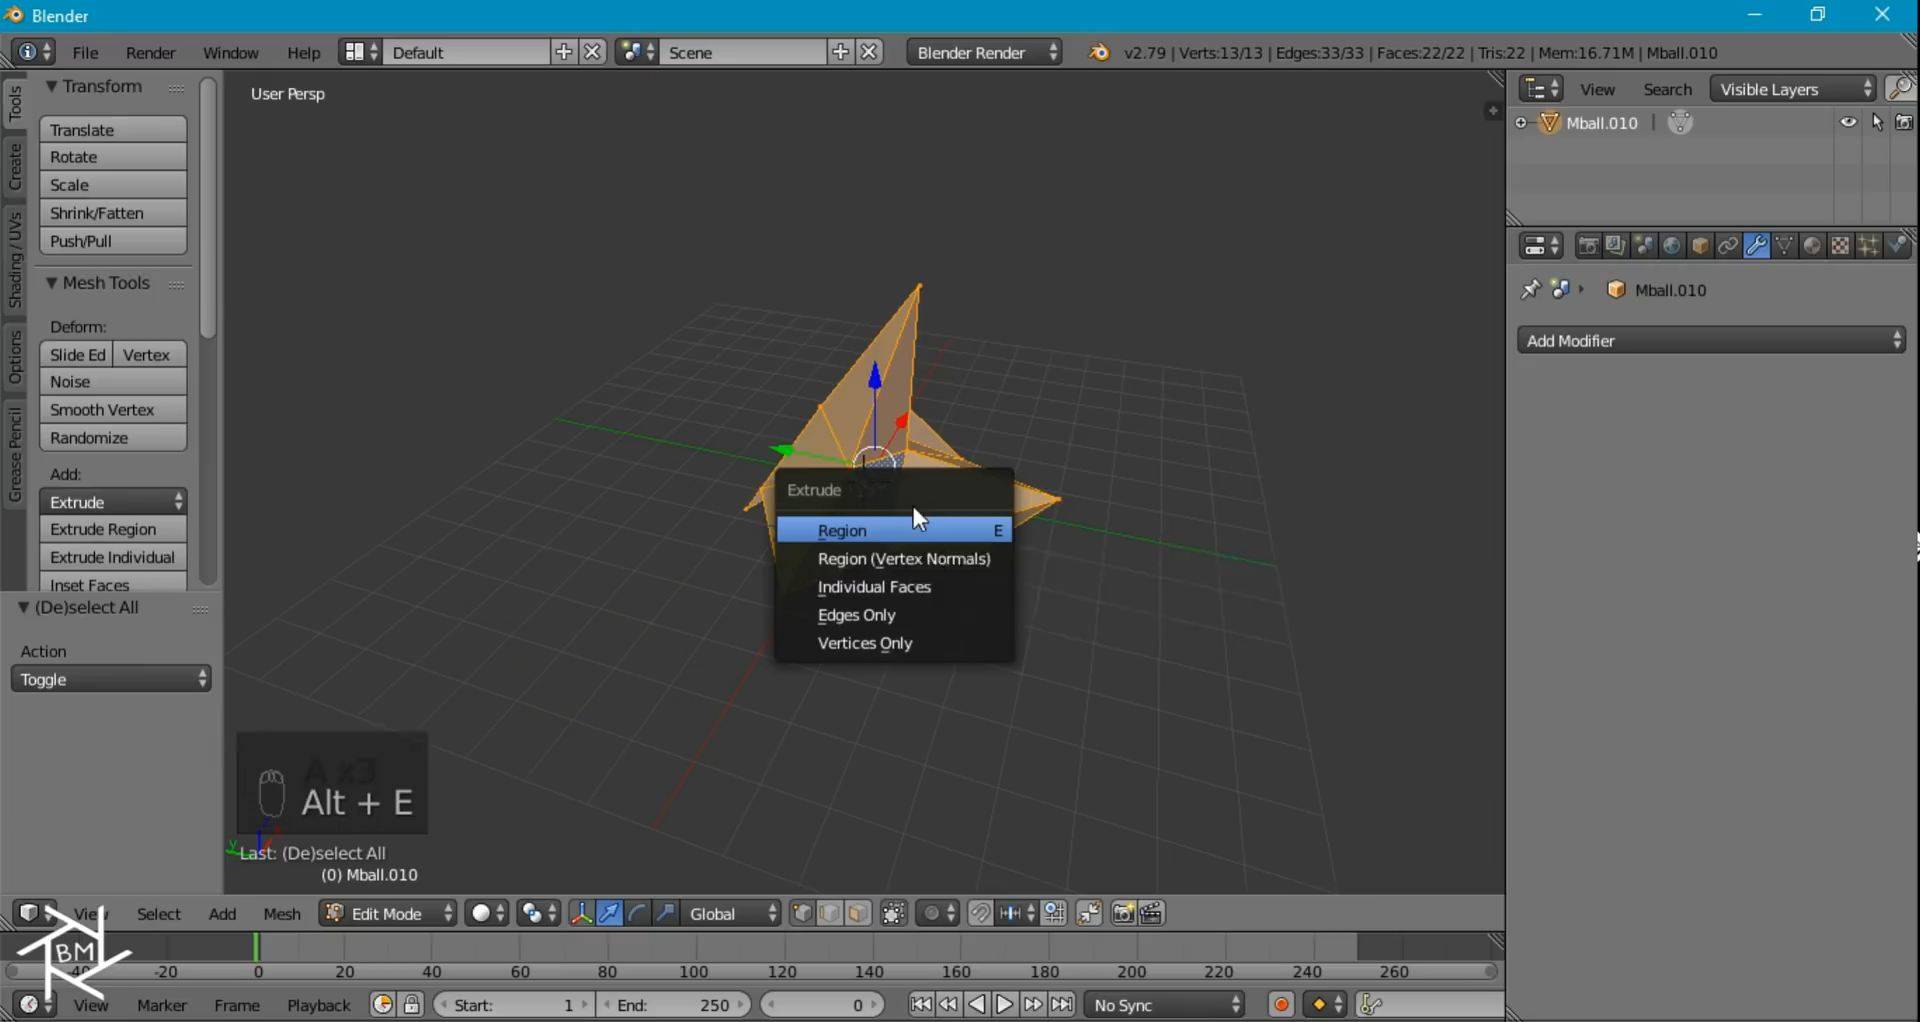 Blender
File Render Window Help Default Scene Blender Render v2.79 | Verts:13/13 | Edges:33/33 | Faces:22/22 | Tris:22 | Mem:16.71M | Mball.010
Tools
Create
Shading / UVs
Options
Grease Pencil
Transform
Translate
Rotate
Scale
Shrink/Fatten
Push/Pull
Mesh Tools
Deform:
Slide Ed Vertex
Noise
Smooth Vertex
Randomize
Add:
Extrude
Extrude Region
Extrude Individual
Inset Faces
(De)select All
Action
Toggle
User Persp
Extrude
Region E
Region (Vertex Normals)
Individual Faces
Edges Only
Vertices Only
A x3
Alt + E
y
Last: (De)select All
(0) Mball.010
View Search Visible Layers
Mball.010
Mball.010
Add Modifier
View Select Add Mesh Edit Mode Global
BM
-40 -20 0 20 40 60 80 100 120 140 160 180 200 220 240 260
View Marker Frame Playback Start: 1 End: 250 0 No Sync